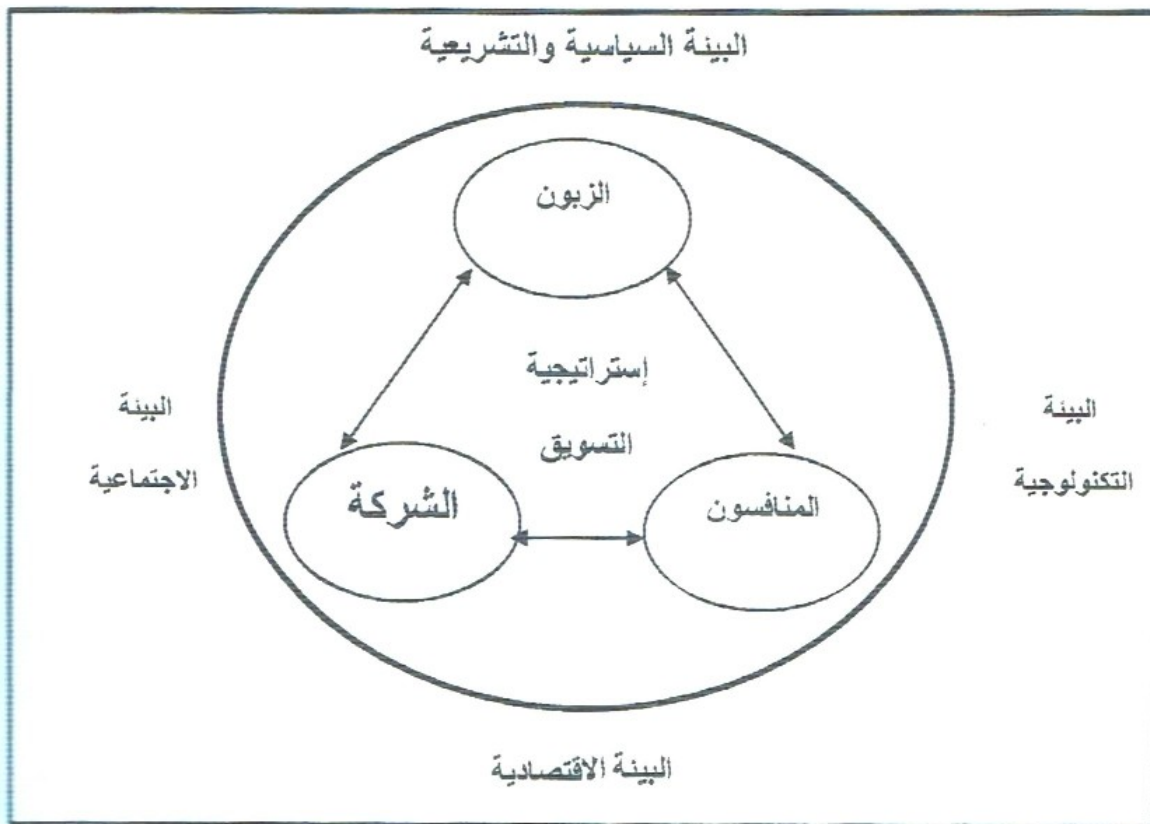 البيئة السياسية والتشريعية
الزبون
إستراتيجية
التسويق
البيئة
التكنولوجية
البيئة
الاجتماعية
المنافسون
الشركة
البيئة الاقتصادية